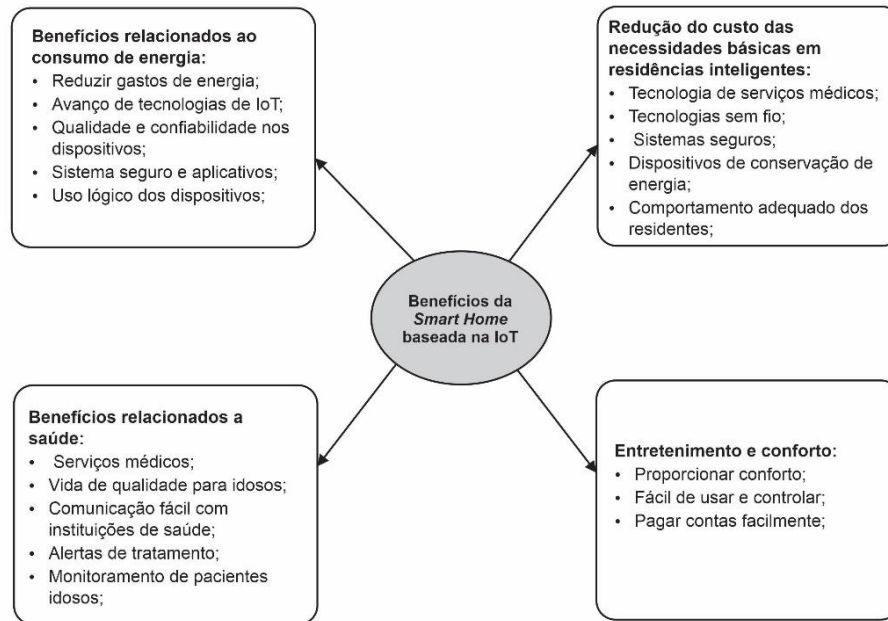 Benefícios relacionados ao
consumo de energia:
• Reduzir gastos de energia;
• Avanço de tecnologias de IoT;
• Qualidade e confiabilidade nos
dispositivos;
• Sistema seguro e aplicativos;
• Uso lógico dos dispositivos;
Redução do custo das
necessidades básicas em
residências inteligentes:
• Tecnologia de serviços médicos;
• Tecnologias sem fio;
• Sistemas seguros;
• Dispositivos de conservação de
energia;
• Comportamento adequado dos
residentes;
Benefícios da
Smart Home
baseada na IoT
Benefícios relacionados a
saúde:
• Serviços médicos;
• Vida de qualidade para idosos;
• Comunicação fácil com
instituições de saúde;
• Alertas de tratamento;
• Monitoramento de pacientes
idosos;
Entretenimento e conforto:
• Proporcionar conforto;
• Fácil de usar e controlar;
• Pagar contas facilmente;